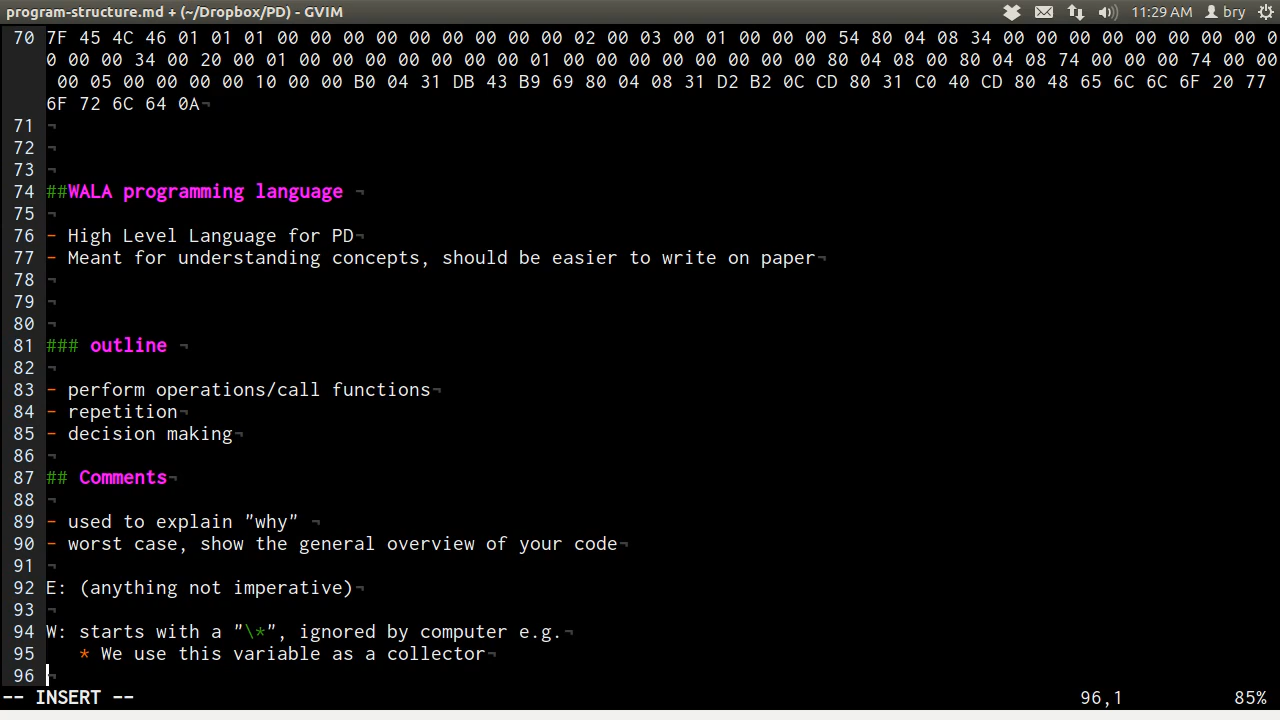 program-structure.md + (~/Dropbox/PD) - GVIM 11:29 AM bry
70 7F 45 4C 46 01 01 01 00 00 00 00 00 00 00 00 00 02 00 03 00 01 00 00 00 54 80 04 08 34 00 00 00 00 00 00 00 0
0 00 00 34 00 20 00 01 00 00 00 00 00 00 00 01 00 00 00 00 00 00 00 80 04 08 00 80 04 08 74 00 00 00 74 00 00
00 05 00 00 00 00 10 00 00 B0 04 31 DB 43 B9 69 80 04 08 31 D2 B2 0C CD 80 31 C0 40 CD 80 48 65 6C 6C 6F 20 77
6F 72 6C 64 0A¬
71 ¬
72 ¬
73 ¬
74 ##WALA programming language ¬
75 ¬
76 - High Level Language for PD¬
77 - Meant for understanding concepts, should be easier to write on paper¬
78 ¬
79 ¬
80 ¬
81 ### outline ¬
82 ¬
83 - perform operations/call functions¬
84 - repetition¬
85 - decision making¬
86 ¬
87 ## Comments¬
88 ¬
89 - used to explain "why" ¬
90 - worst case, show the general overview of your code¬
91 ¬
92 E: (anything not imperative)¬
93 ¬
94 W: starts with a "\*", ignored by computer e.g.¬
95 * We use this variable as a collector¬
96 ¬
-- INSERT -- 96,1 85%